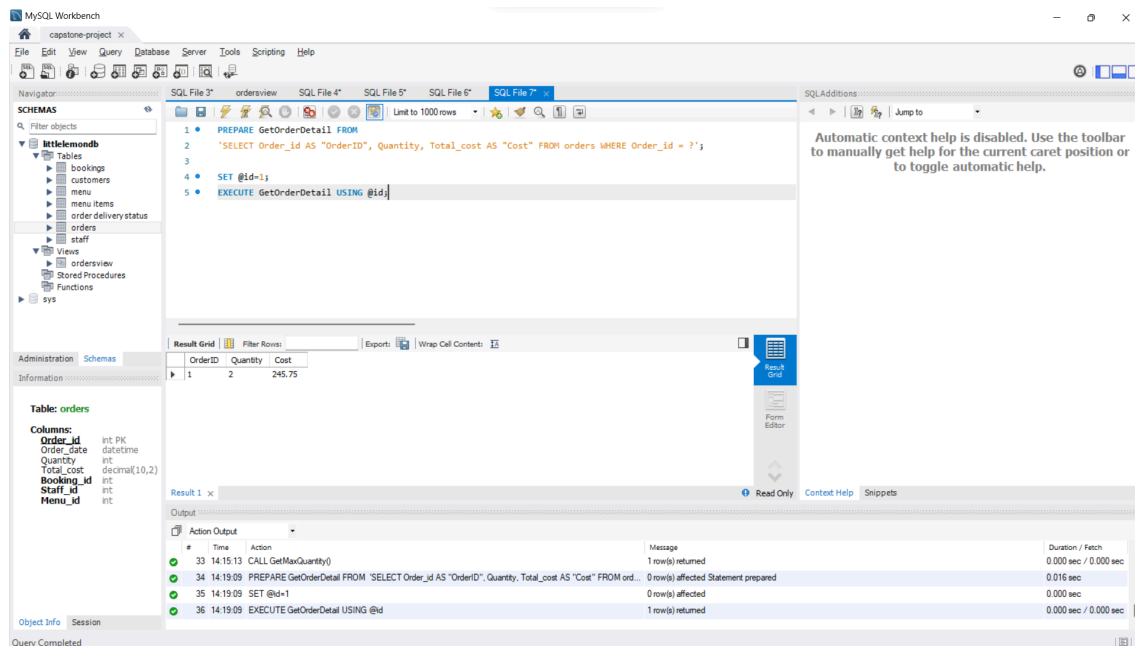 MySQL Workbench
capstone-project ×
File Edit View Query Database Server Tools Scripting Help
Navigator
SCHEMAS
Filter objects
littlelemondb
Tables
bookings
customers
menu
menu items
order delivery status
orders
staff
Views
ordersview
Stored Procedures
Functions
sys
Administration Schemas
Information
Table: orders
Columns:
Order_id int PK
Order_date datetime
Quantity int
Total_cost decimal(10,2)
Booking_id int
Staff_id int
Menu_id int
Object Info Session
Query Completed
SQL File 3* ordersview SQL File 4* SQL File 5* SQL File 6* SQL File 7* ×
Limit to 1000 rows
1 PREPARE GetOrderDetail FROM
2 'SELECT Order_id AS "OrderID", Quantity, Total_cost AS "Cost" FROM orders WHERE Order_id = ?';
3
4 SET @id=1;
5 EXECUTE GetOrderDetail USING @id;
Result Grid Filter Rows: Export: Wrap Cell Content:
OrderID Quantity Cost
1 2 245.75
Result Grid
Form Editor
Result 1 × Read Only
SQLAdditions
Jump to
Automatic context help is disabled. Use the toolbar
to manually get help for the current caret position or
to toggle automatic help.
Context Help Snippets
Output
Action Output
# Time Action Message Duration / Fetch
33 14:15:13 CALL GetMaxQuantity() 1 row(s) returned 0.000 sec / 0.000 sec
34 14:19:09 PREPARE GetOrderDetail FROM 'SELECT Order_id AS "OrderID", Quantity, Total_cost AS "Cost" FROM ord... 0 row(s) affected Statement prepared 0.016 sec
35 14:19:09 SET @id=1 0 row(s) affected 0.000 sec
36 14:19:09 EXECUTE GetOrderDetail USING @id 1 row(s) returned 0.000 sec / 0.000 sec